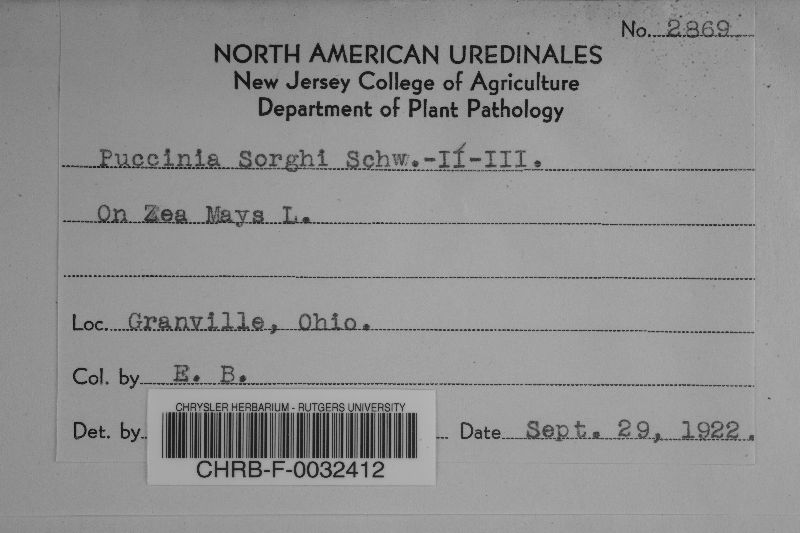 No. 2869
NORTH AMERICAN UREDINALES
New Jersey College of Agriculture
Department of Plant Pathology
Puccinia Sorghi Schw.-II-III.
On Zea Mays L.
Loc. Granville, Ohio.
Col. by E. B.
Det. by Date Sept. 29, 1922.
CHRYSLER HERBARIUM - RUTGERS UNIVERSITY
CHRB-F-0032412